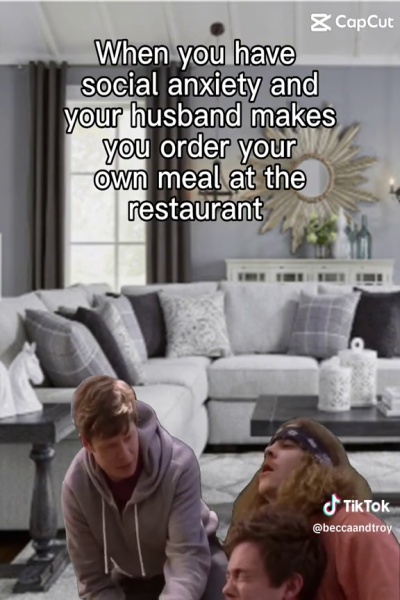 CapCut
When you have
social anxiety and
your husband makes
you order your
own meal at the
restaurant
TikTok
@beccaandtroy